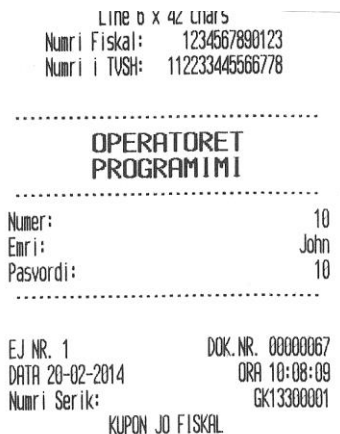 Line 6 x 42 chars
Numri Fiskal: 1234567890123
Numri i TVSH: 112233445566778
OPERATORET
PROGRAMIMI
Numer: 10
Emri: John
Pasvordi: 10
EJ NR. 1 DOK.NR. 00000067
DATA 20-02-2014 ORA 10:08:09
Numri Serik: GK13300001
KUPON JO FISKAL